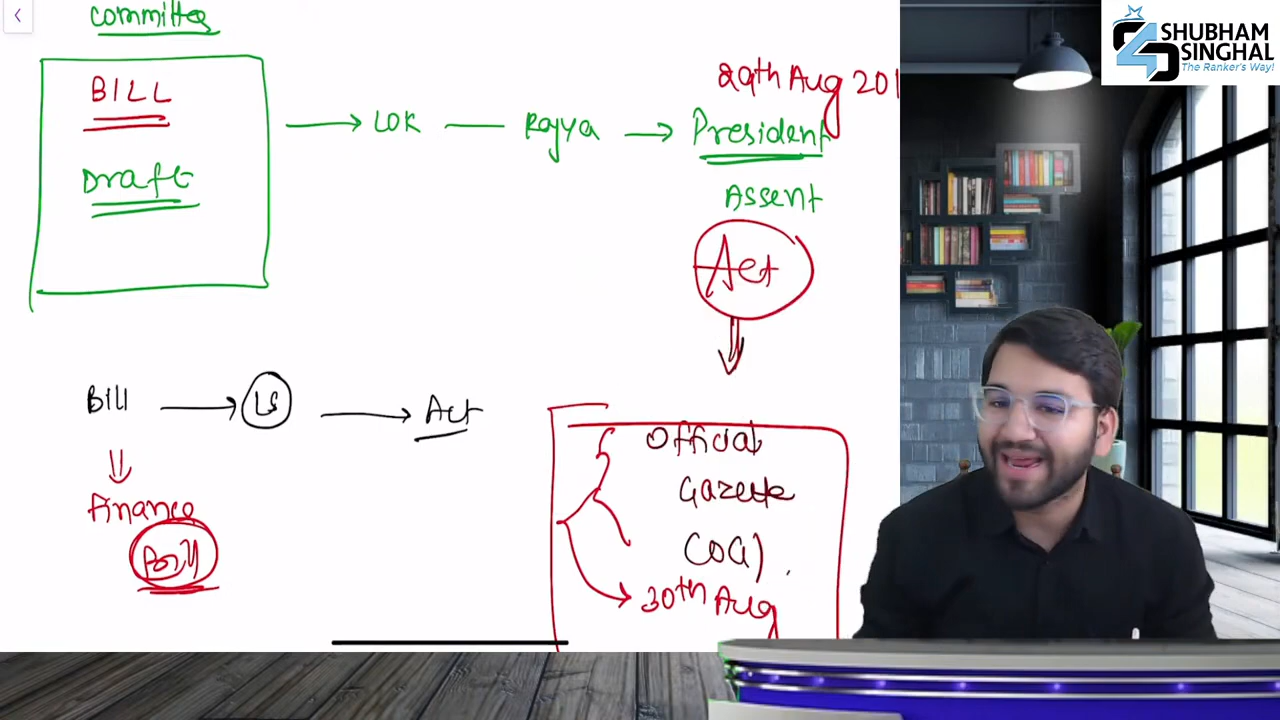 committee
BILL
Draft
LOK
Rajya
President
29th Aug 201
Assent
Act
Bill
LS
Act
Finance
Bill
Official
Gazette
(OG)
30th Aug
SHUBHAM
SINGHAL
The Ranker's Way!